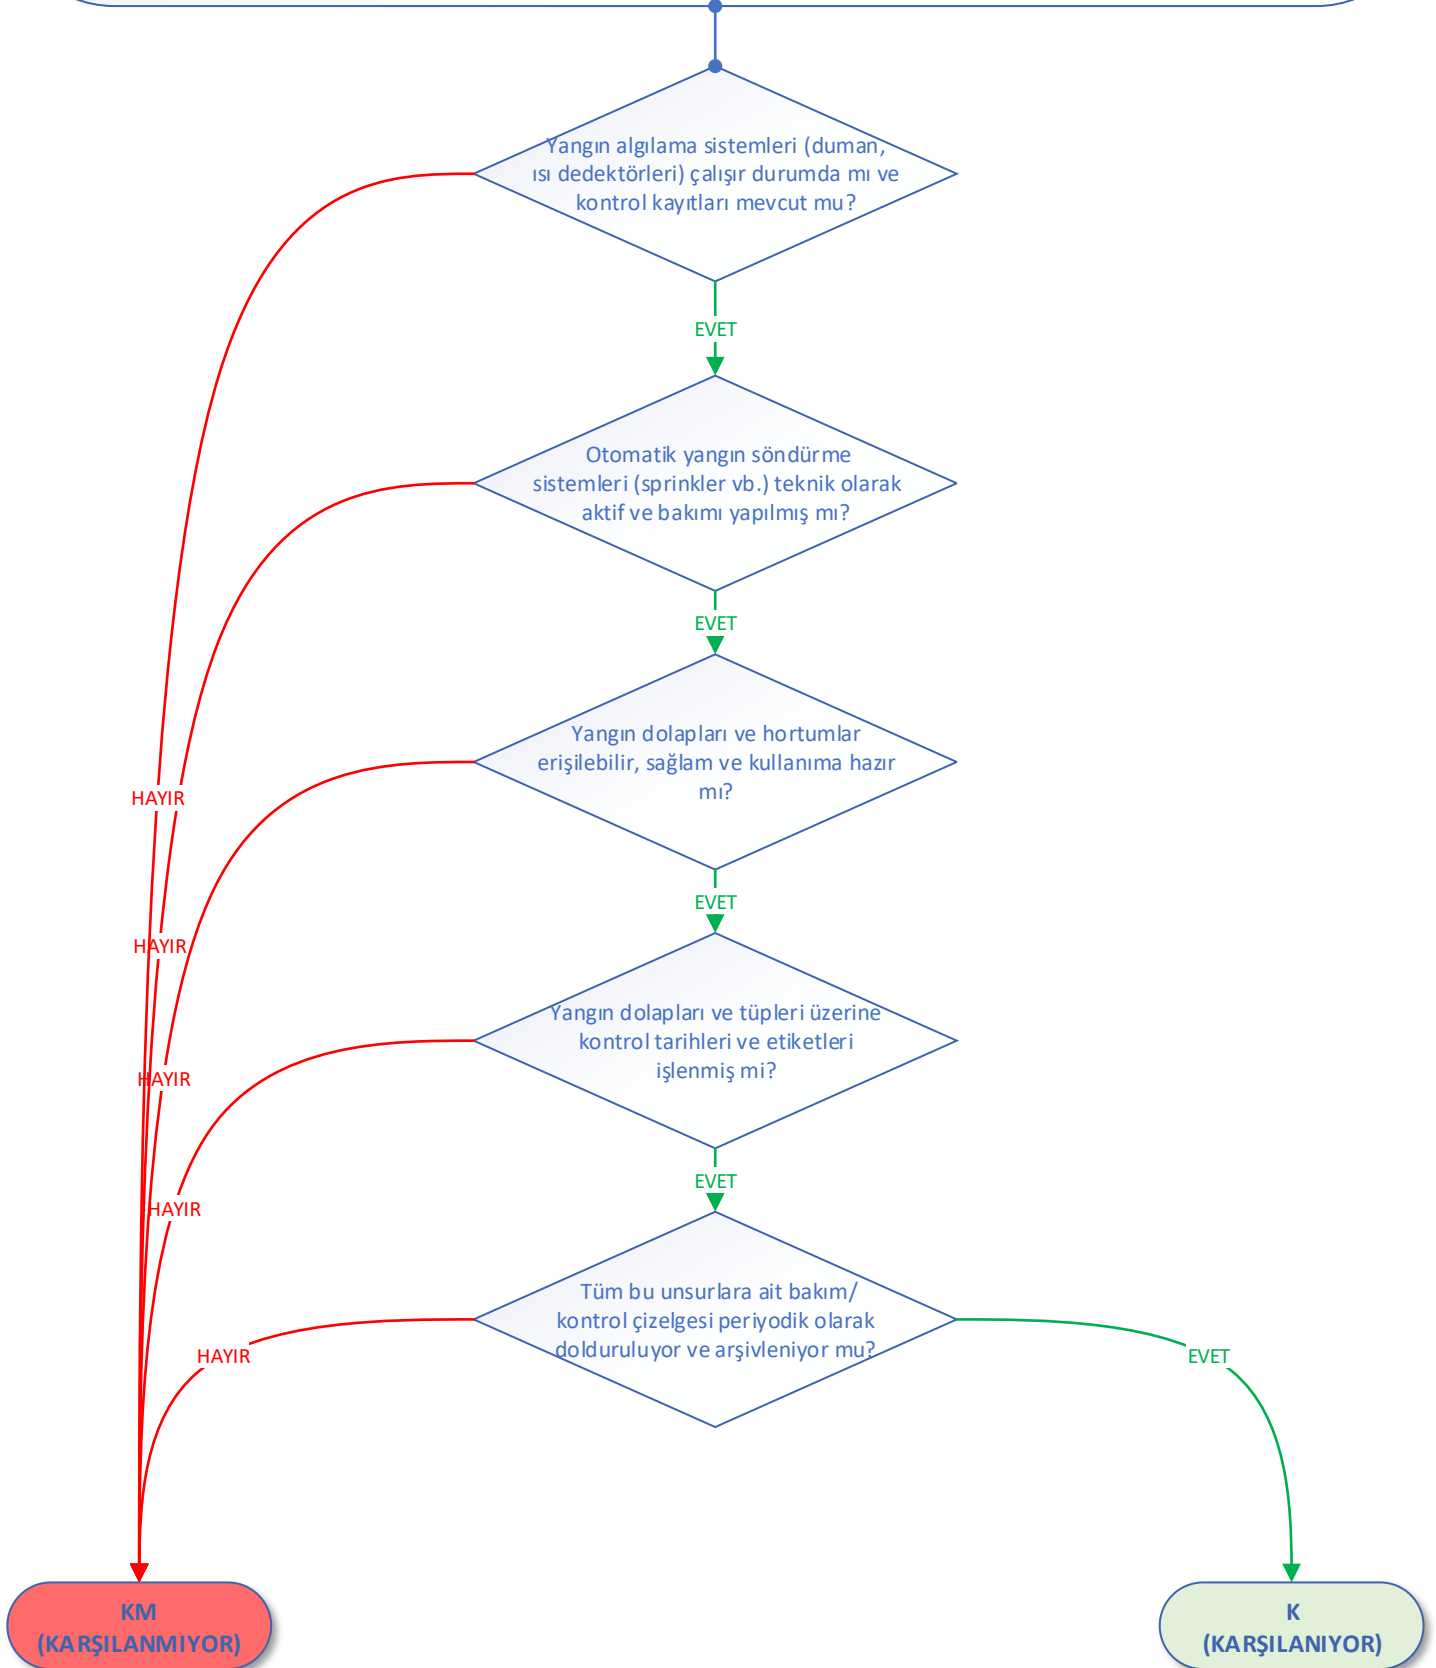 Yangın algılama sistemleri (duman,
ısı dedektörleri) çalışır durumda mı ve
kontrol kayıtları mevcut mu?
EVET
Otomatik yangın söndürme
sistemleri (sprinkler vb.) teknik olarak
aktif ve bakımı yapılmış mı?
EVET
Yangın dolapları ve hortumlar
erişilebilir, sağlam ve kullanıma hazır
mı?
HAYIR
EVET
HAYIR
Yangın dolapları ve tüpleri üzerine
kontrol tarihleri ve etiketleri
işlenmiş mi?
HAYIR
EVET
HAYIR
Tüm bu unsurlara ait bakım/
kontrol çizelgesi periyodik olarak
dolduruluyor ve arşivleniyor mu?
HAYIR
EVET
KM
(KARŞILANMIYOR)
K
(KARŞILANIYOR)